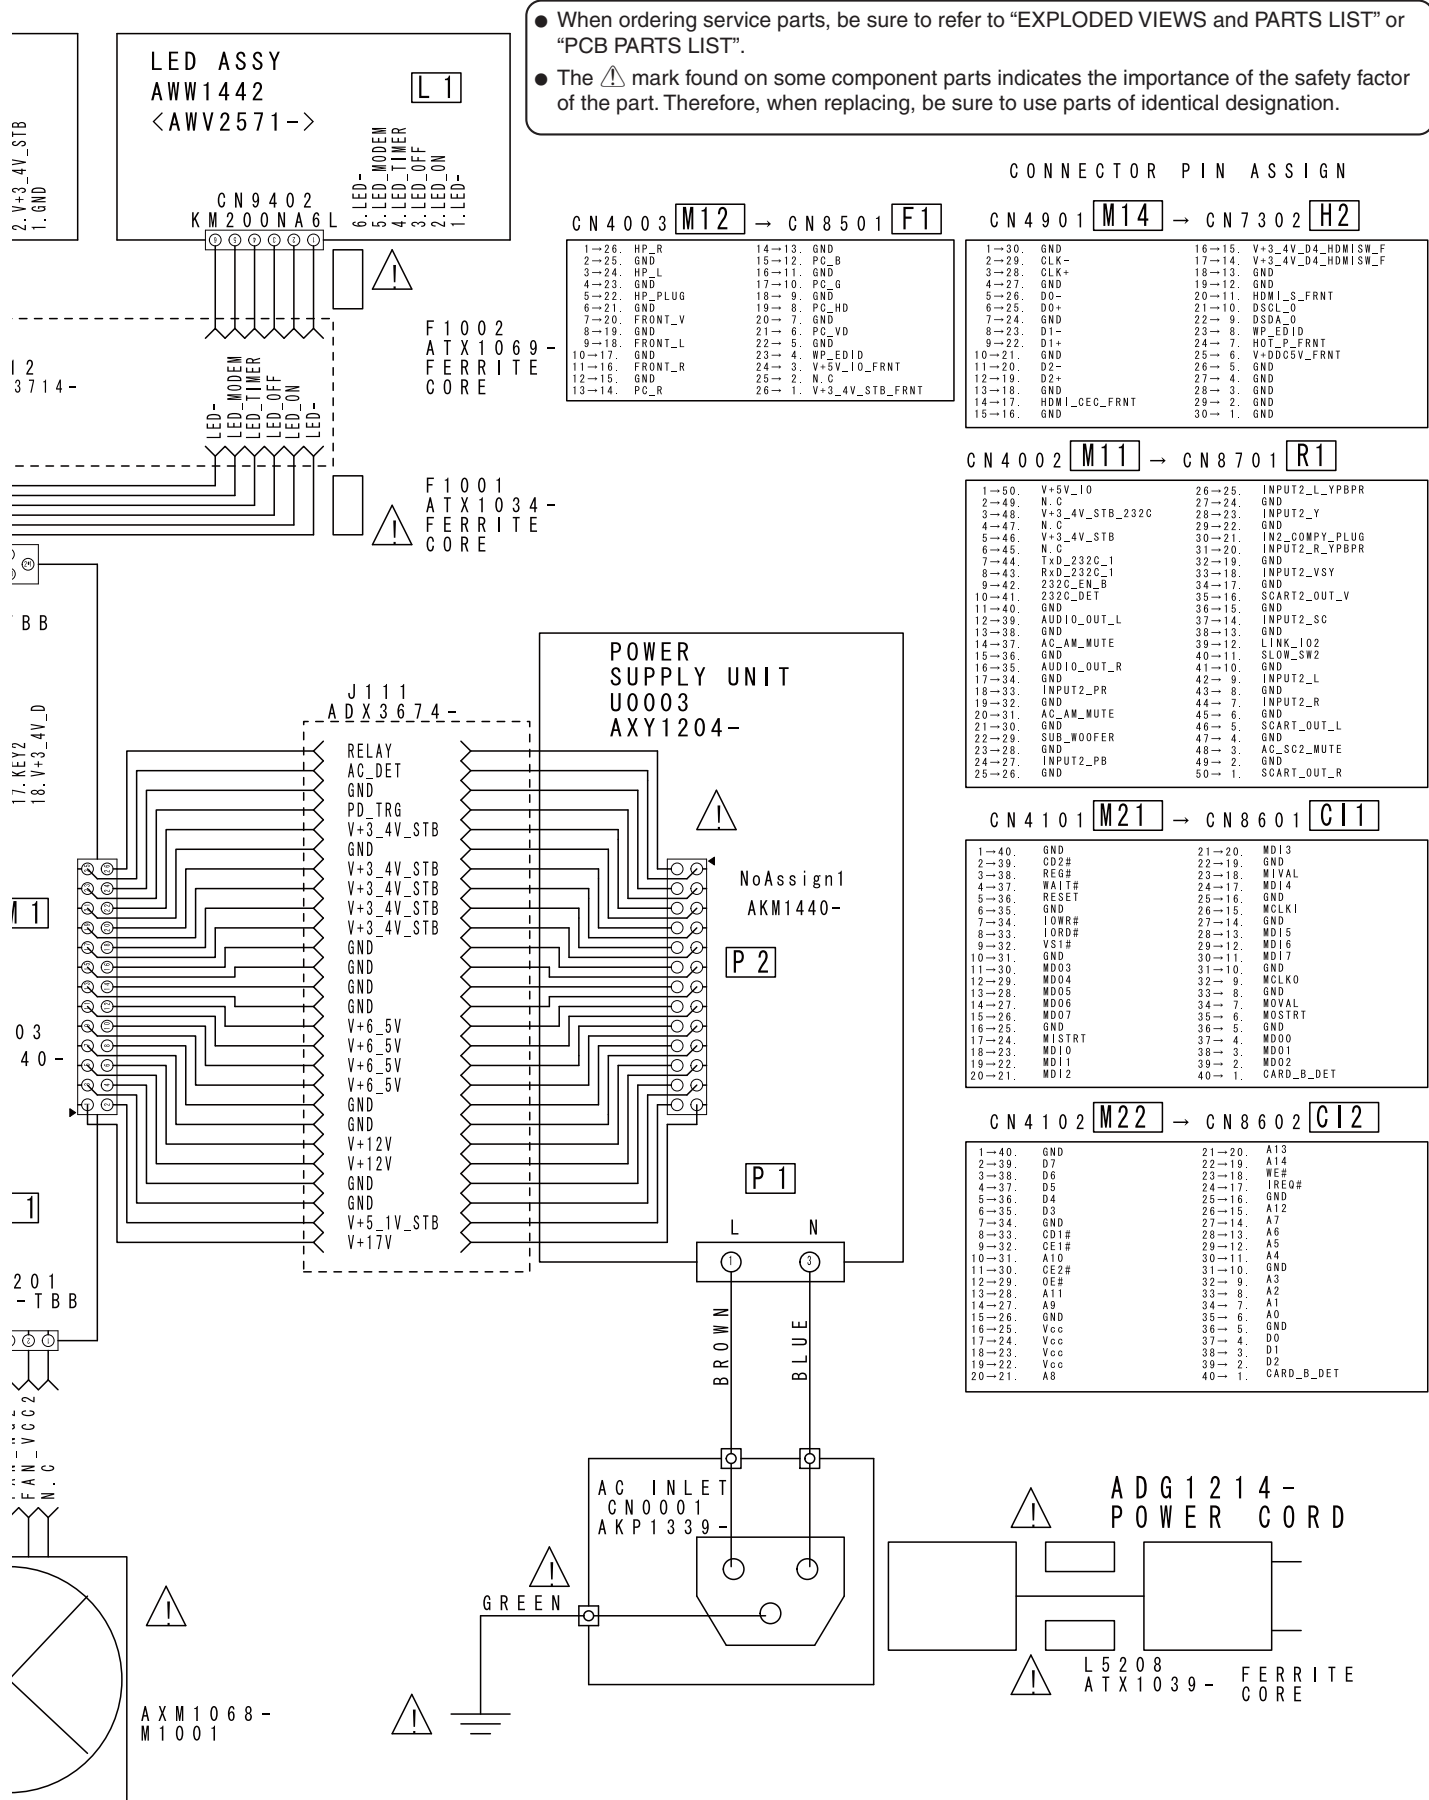 ● When ordering service parts, be sure to refer to “EXPLODED VIEWS and PARTS LIST” or
“PCB PARTS LIST”.
● The ⚠ mark found on some component parts indicates the importance of the safety factor
of the part. Therefore, when replacing, be sure to use parts of identical designation.
LED ASSY
AWW1442
<AWV2571->
L 1
2.V+3_4V_STB
1.GND
6.LED-
5.LED_MODEM
4.LED_TIMER
3.LED_OFF
2.LED_ON
1.LED-
CN9402
KM200NA6L
6 5 4 3 2 1
F1002
ATX1069-
FERRITE
CORE
3714-
LED-
LED_MODEM
LED_TIMER
LED_OFF
LED_ON
LED-
F1001
ATX1034-
FERRITE
CORE
CONNECTOR PIN ASSIGN
CN4003 M12 → CN8501 F1
1→26. HP_R
2→25. GND
3→24. HP_L
4→23. GND
5→22. HP_PLUG
6→21. GND
7→20. FRONT_V
8→19. GND
9→18. FRONT_L
10→17. GND
11→16. FRONT_R
12→15. GND
13→14. PC_R
14→13. GND
15→12. PC_B
16→11. GND
17→10. PC_G
18→ 9. GND
19→ 8. PC_HD
20→ 7. GND
21→ 6. PC_VD
22→ 5. GND
23→ 4. WP_EDID
24→ 3. V+5V_IO_FRNT
25→ 2. N.C
26→ 1. V+3_4V_STB_FRNT
CN4901 M14 → CN7302 H2
1→30. GND
2→29. CLK-
3→28. CLK+
4→27. GND
5→26. D0-
6→25. D0+
7→24. GND
8→23. D1-
9→22. D1+
10→21. GND
11→20. D2-
12→19. D2+
13→18. GND
14→17. HDMI_CEC_FRNT
15→16. GND
16→15. V+3_4V_D4_HDMISW_F
17→14. V+3_4V_D4_HDMISW_F
18→13. GND
19→12. GND
20→11. HDMI_S_FRNT
21→10. DSCL_0
22→ 9. DSDA_0
23→ 8. WP_EDID
24→ 7. HOT_P_FRNT
25→ 6. V+DDC5V_FRNT
26→ 5. GND
27→ 4. GND
28→ 3. GND
29→ 2. GND
30→ 1. GND
CN4002 M11 → CN8701 R1
1→50. V+5V_IO
2→49. N.C
3→48. V+3_4V_STB_232C
4→47. N.C
5→46. V+3_4V_STB
6→45. N.C
7→44. TxD_232C_1
8→43. RxD_232C_1
9→42. 232C_EN_B
10→41. 232C_DET
11→40. GND
12→39. AUDIO_OUT_L
13→38. GND
14→37. AC_AM_MUTE
15→36. GND
16→35. AUDIO_OUT_R
17→34. GND
18→33. INPUT2_PR
19→32. GND
20→31. AC_AM_MUTE
21→30. GND
22→29. SUB_WOOFER
23→28. GND
24→27. INPUT2_PB
25→26. GND
26→25. INPUT2_L_YPBPR
27→24. GND
28→23. INPUT2_Y
29→22. GND
30→21. IN2_COMPY_PLUG
31→20. INPUT2_R_YPBPR
32→19. GND
33→18. INPUT2_VSY
34→17. GND
35→16. SCART2_OUT_V
36→15. GND
37→14. INPUT2_SC
38→13. GND
39→12. LINK_IO2
40→11. SLOW_SW2
41→10. GND
42→ 9. INPUT2_L
43→ 8. GND
44→ 7. INPUT2_R
45→ 6. GND
46→ 5. SCART_OUT_L
47→ 4. GND
48→ 3. AC_SC2_MUTE
49→ 2. GND
50→ 1. SCART_OUT_R
CN4101 M21 → CN8601 CI1
1→40. GND
2→39. CD2#
3→38. REG#
4→37. WAIT#
5→36. RESET
6→35. GND
7→34. IOWR#
8→33. IORD#
9→32. VS1#
10→31. GND
11→30. MDO3
12→29. MDO4
13→28. MDO5
14→27. MDO6
15→26. MDO7
16→25. GND
17→24. MISTRT
18→23. MDI0
19→22. MDI1
20→21. MDI2
21→20. MDI3
22→19. GND
23→18. MIVAL
24→17. MDI4
25→16. GND
26→15. MCLKI
27→14. GND
28→13. MDI5
29→12. MDI6
30→11. MDI7
31→10. GND
32→ 9. MCLKO
33→ 8. GND
34→ 7. MOVAL
35→ 6. MOSTRT
36→ 5. GND
37→ 4. MDO0
38→ 3. MDO1
39→ 2. MDO2
40→ 1. CARD_B_DET
CN4102 M22 → CN8602 CI2
1→40. GND
2→39. D7
3→38. D6
4→37. D5
5→36. D4
6→35. D3
7→34. GND
8→33. CD1#
9→32. CE1#
10→31. A10
11→30. CE2#
12→29. OE#
13→28. A11
14→27. A9
15→26. GND
16→25. Vcc
17→24. Vcc
18→23. Vcc
19→22. Vcc
20→21. A8
21→20. A13
22→19. A14
23→18. WE#
24→17. IREQ#
25→16. GND
26→15. A12
27→14. A7
28→13. A6
29→12. A5
30→11. A4
31→10. GND
32→ 9. A3
33→ 8. A2
34→ 7. A1
35→ 6. A0
36→ 5. GND
37→ 4. D0
38→ 3. D1
39→ 2. D2
40→ 1. CARD_B_DET
BB
17.KEY2
18.V+3_4V_D
J111
ADX3674-
RELAY
AC_DET
GND
PD_TRG
V+3_4V_STB
GND
V+3_4V_STB
V+3_4V_STB
V+3_4V_STB
V+3_4V_STB
GND
GND
GND
GND
V+6_5V
V+6_5V
V+6_5V
V+6_5V
GND
GND
V+12V
V+12V
GND
GND
V+5_1V_STB
V+17V
POWER
SUPPLY UNIT
U0003
AXY1204-
NoAssign1
AKM1440-
P 2
P 1
L N
1 3
BROWN
BLUE
03
40-
201
-TBB
FAN_VCC2
N.C
AC INLET
CN0001
AKP1339-
GREEN
ADG1214-
POWER CORD
L5208
ATX1039-
FERRITE
CORE
AXM1068-
M1001